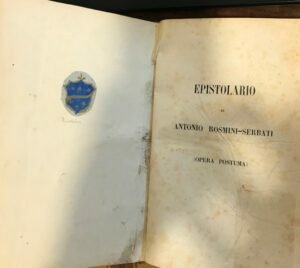 EPISTOLARIO
DI
ANTONIO ROSMINI-SERBATI
(OPERA POSTUMA)